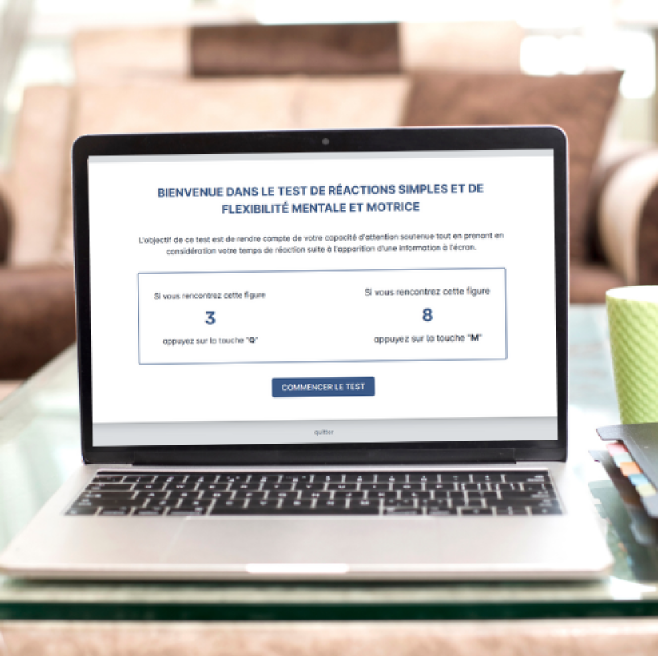 BIENVENUE DANS LE TEST DE RÉACTIONS SIMPLES ET DE
FLEXIBILITÉ MENTALE ET MOTRICE
L'objectif de ce test est de rendre compte de votre capacité d'attention soutenue tout en prenant en
considération votre temps de réaction suite à l'apparition d'une information à l'écran.
Si vous rencontrez cette figure
3
appuyez sur la touche "Q"
Si vous rencontrez cette figure
8
appuyez sur la touche "M"
COMMENCER LE TEST
quitter